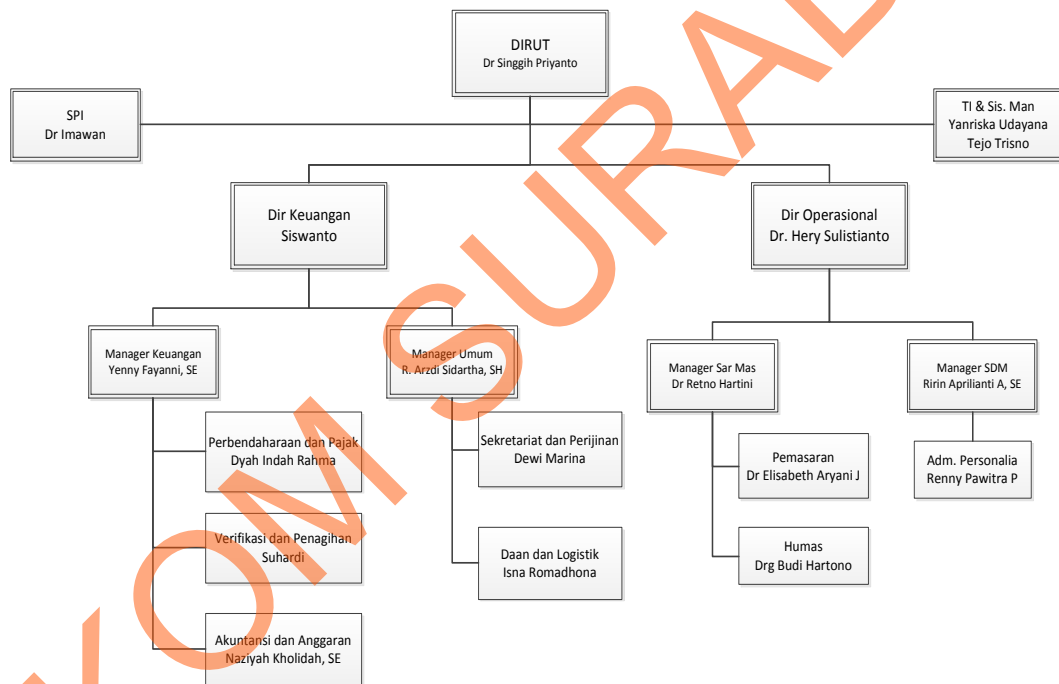 DIRUT
Dr Singgih Priyanto
SPI
Dr Imawan
TI & Sis. Man
Yanriska Udayana
Tejo Trisno
Dir Keuangan
Siswanto
Dir Operasional
Dr. Hery Sulistianto
Manager Keuangan
Yenny Fayanni, SE
Manager Umum
R. Arzdi Sidartha, SH
Manager Sar Mas
Dr Retno Hartini
Manager SDM
Ririn Aprilianti A, SE
Perbendaharaan dan Pajak
Dyah Indah Rahma
Sekretariat dan Perijinan
Dewi Marina
Pemasaran
Dr Elisabeth Aryani J
Adm. Personalia
Renny Pawitra P
Verifikasi dan Penagihan
Suhardi
Daan dan Logistik
Isna Romadhona
Humas
Drg Budi Hartono
Akuntansi dan Anggaran
Naziyah Kholidah, SE
KOM SURAB